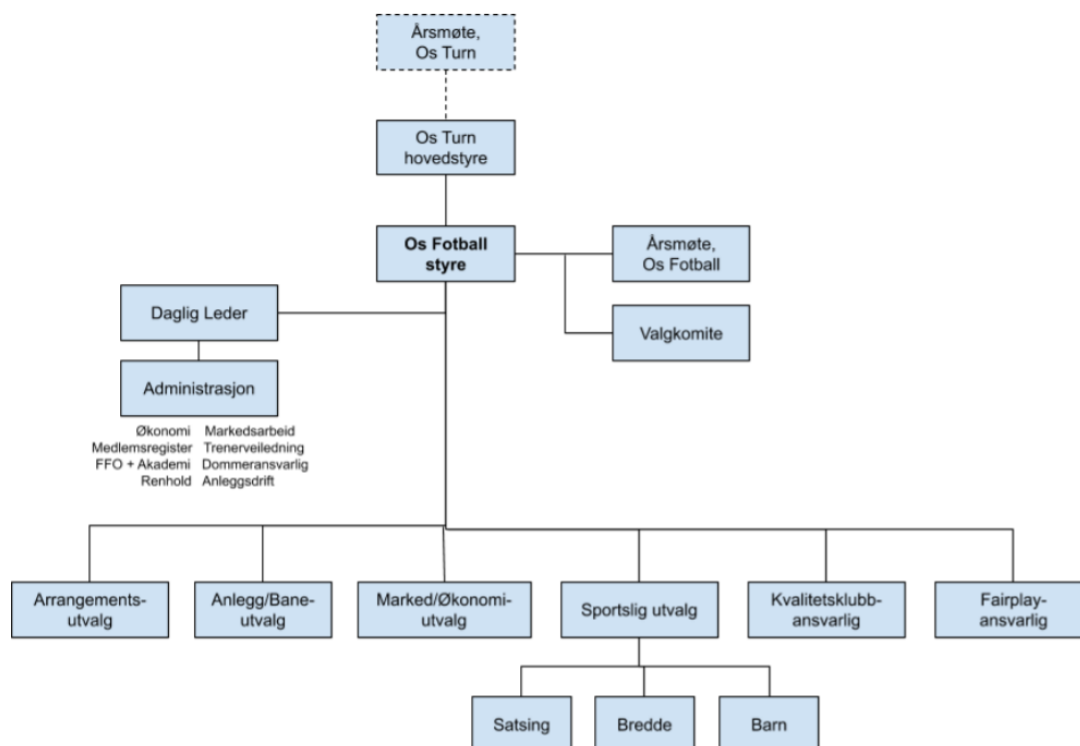 Årsmøte,
Os Turn
Os Turn
hovedstyre
Os Fotball
styre
Årsmøte,
Os Fotball
Valgkomite
Daglig Leder
Administrasjon
Økonomi Markedsarbeid
Medlemsregister Trenerveiledning
FFO + Akademi Dommeransvarlig
Renhold Anleggsdrift
Arrangements-
utvalg
Anlegg/Bane-
utvalg
Marked/Økonomi-
utvalg
Sportslig utvalg
Kvalitetsklubb-
ansvarlig
Fairplay-
ansvarlig
Satsing
Bredde
Barn